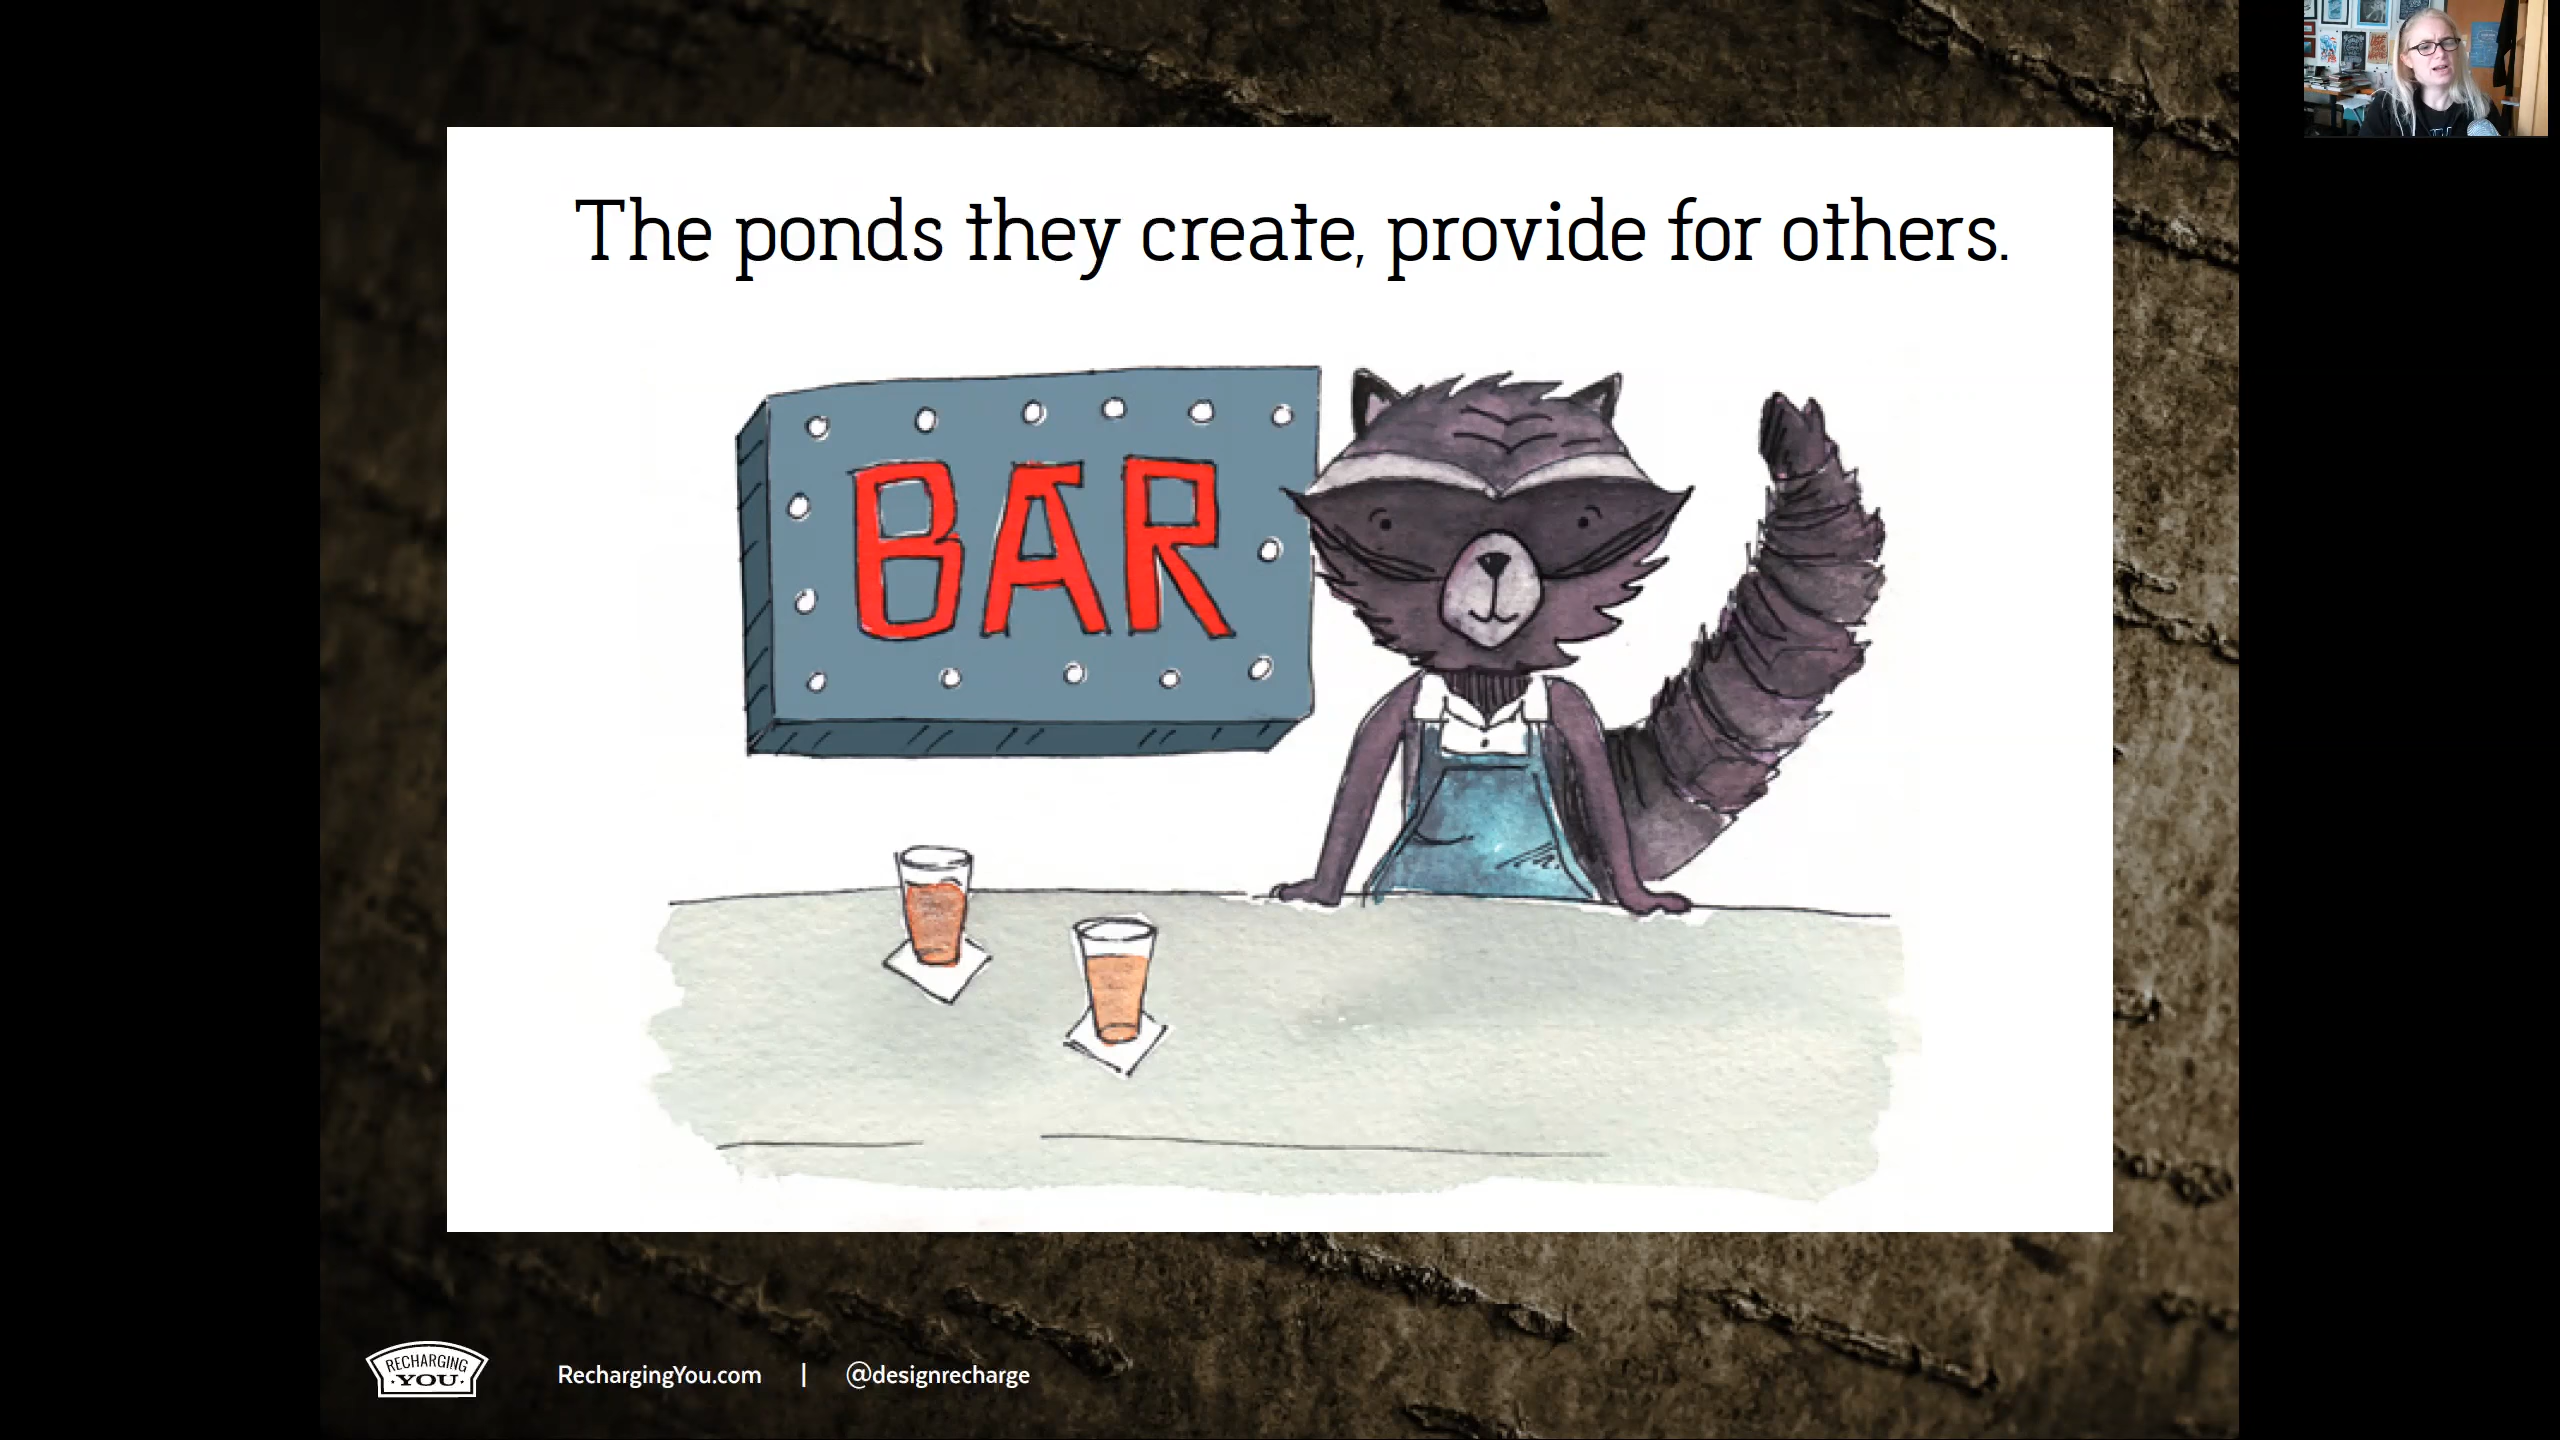 The ponds they create, provide for others.
BAR
RECHARGING
·YOU·
RechargingYou.com | @designrecharge